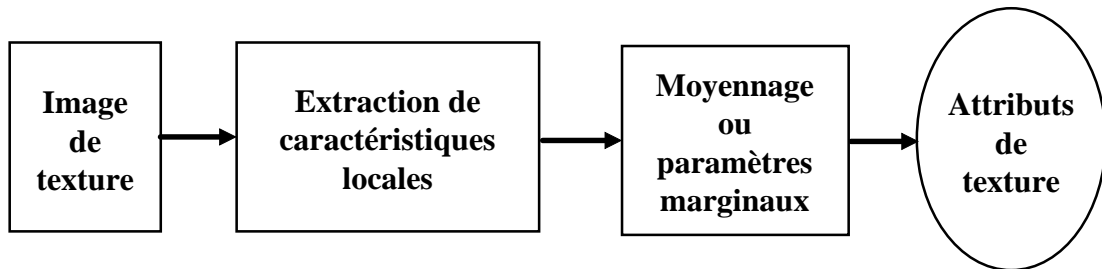 Image
de
texture
Extraction de
caractéristiques
locales
Moyennage
ou
paramètres
marginaux
Attributs
de
texture